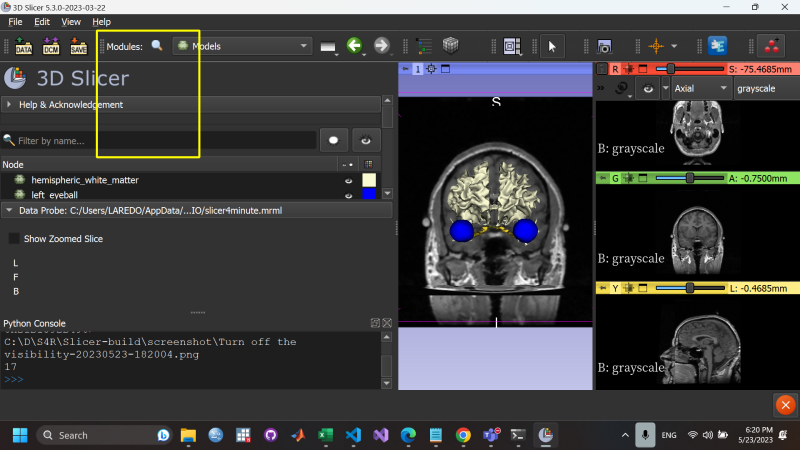 3D Slicer 5.3.0-2023-03-22
File Edit View Help
DATA DCM SAVE Modules: Models
3D Slicer
Help & Acknowledgement
Filter by name...
Node
hemispheric_white_matter
left_eyeball
Data Probe: C:/Users/LAREDO/AppData/...IO/slicer4minute.mrml
Show Zoomed Slice
L
F
B
Python Console
C:\D\S4R\Slicer-build\screenshot\Turn off the
visibility-20230523-182004.png
17
>>>
1
S
R S: -75.4685mm
Axial grayscale
B: grayscale
G A: -0.7500mm
B: grayscale
Y L: -0.4685mm
B: grayscale
Search
ENG
6:20 PM
5/23/2023